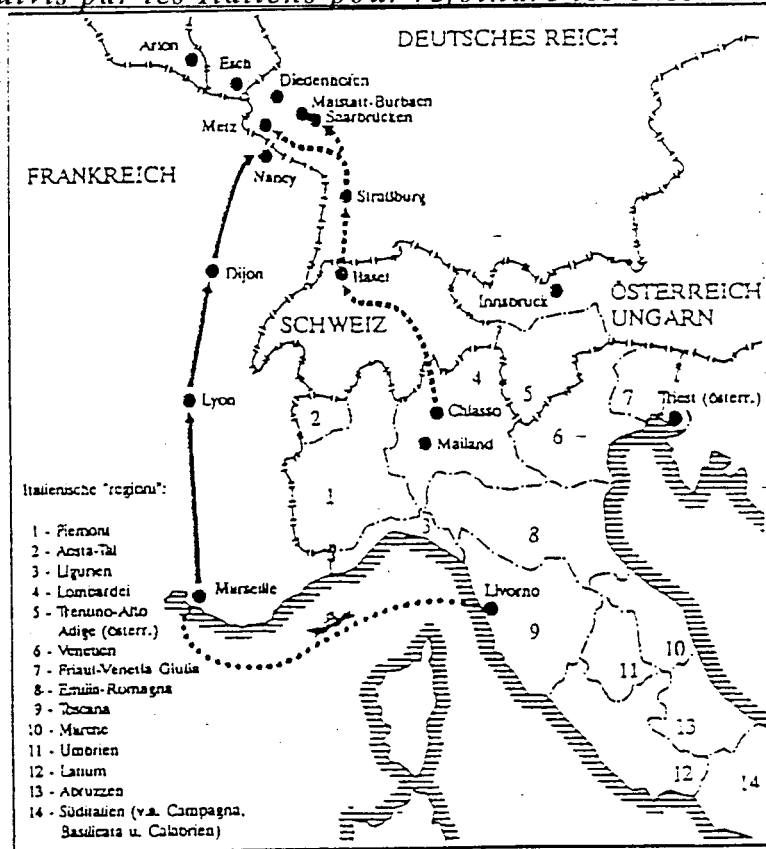 par les Italiens pour
DEUTSCHES REICH
Arlon
Esch
Diedenhofen
Malstatt-Burbach
Saarbrücken
Metz
FRANKREICH
Nancy
Straßburg
Dijon
Basel
Innsbruck
ÖSTERREICH
UNGARN
SCHWEIZ
4
5
7
Triest (österr.)
2
Chiasso
Lyon
Mailand
6
Italienische "regioni":
1
3
8
1 - Piemont
2 - Aosta-Tal
3 - Ligurien
4 - Lombardei
5 - Trentino-Alto
Adige (österr.)
6 - Venetien
7 - Friaul-Venetia Giulia
8 - Emilia-Romagna
9 - Toscana
10 - Marche
11 - Umbrien
12 - Latium
13 - Abruzzen
14 - Süditalien (v.a. Campagna,
Basilicata u. Calabrien)
Marseille
Livorno
9
10
11
13
12
14